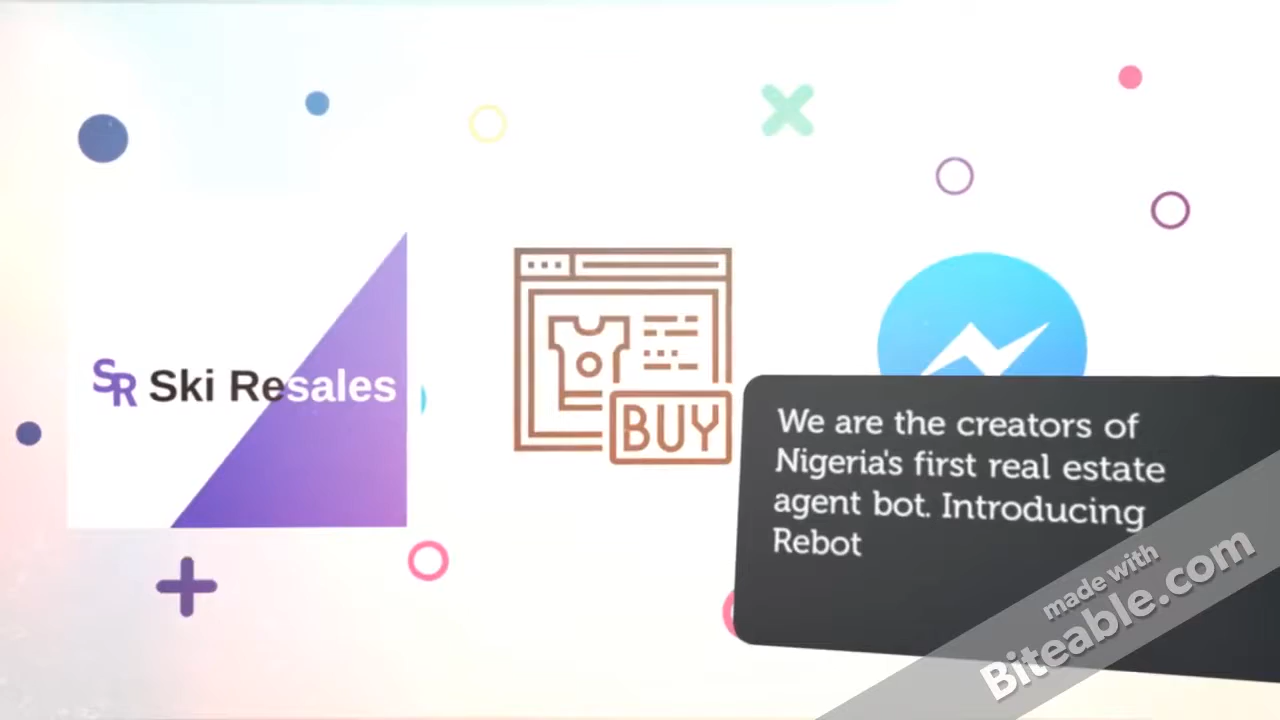 SR Ski Resales
BUY
We are the creators of
Nigeria's first real estate
agent bot. Introducing
Rebot
made with
Biteable.com